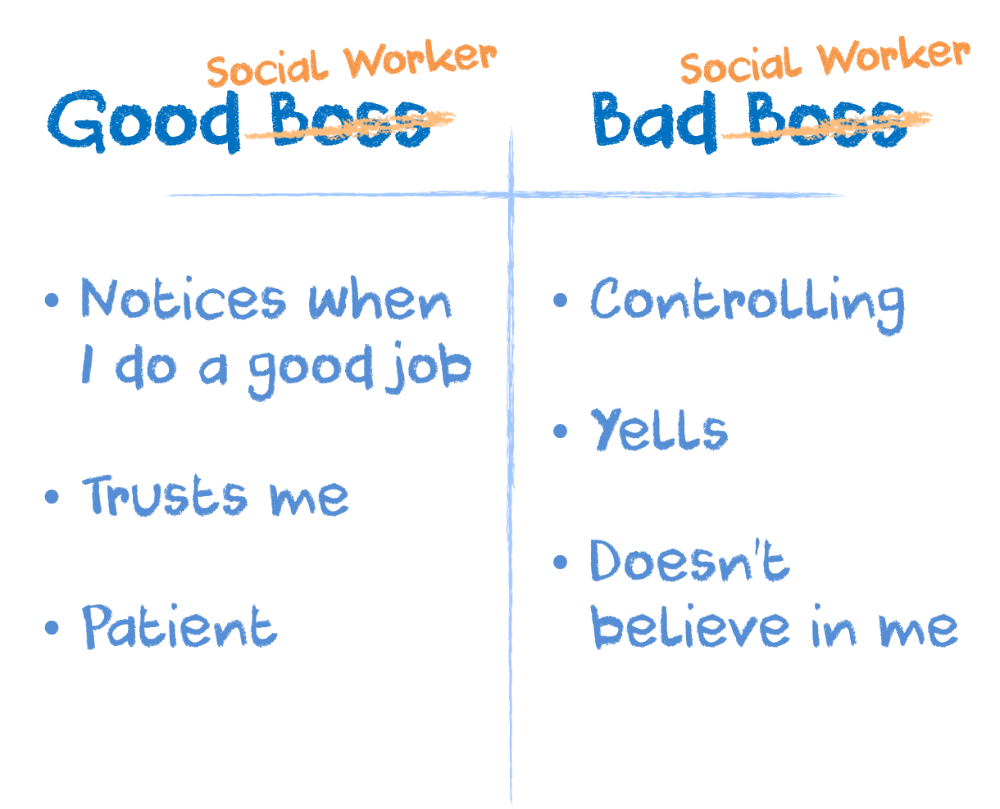 Social Worker
Good Boss
• Notices when
I do a good job
• Trusts me
• Patient
Social Worker
Bad Boss
• Controlling
• Yells
• Doesn't
believe in me